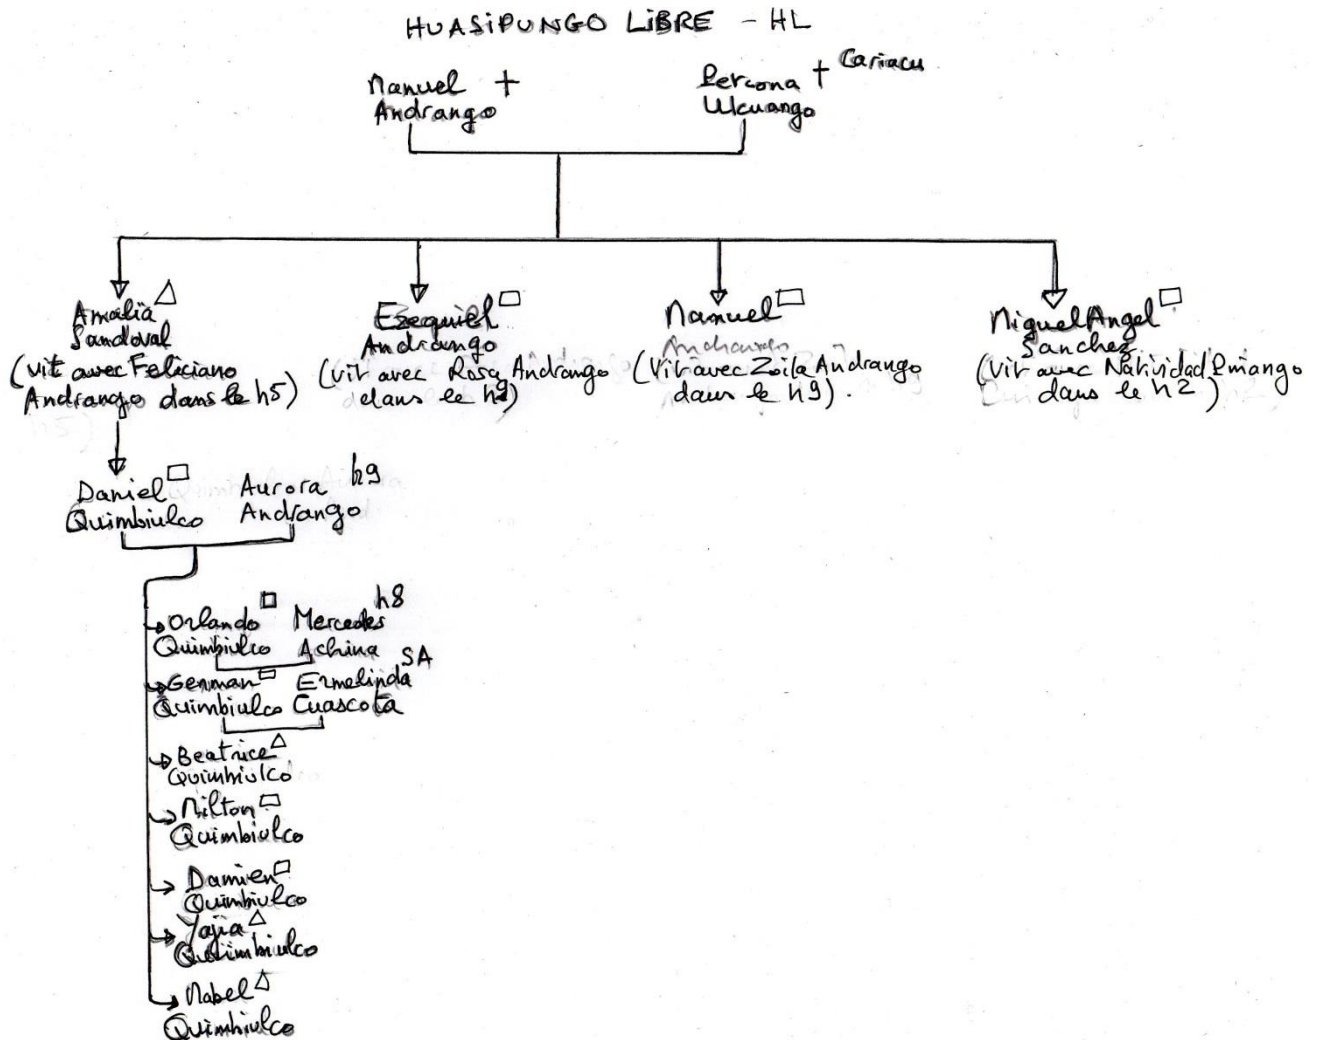 HUASIPUNGO LIBRE - HL
Manuel +
Andrango
Percona + Cariacu
Ulcuango
Amalia
Sandoval
(vit avec Feliciano
Andrango dans le h5)
Ezequiel
Andrango
(vit avec Rosa Andrango
dans le )
Manuel
(Vit avec Zoila Andrango
dans le h9).
Miguel Angel
Sanchez
(Vit avec Natividad
dans le h2)
Daniel
Quimbiulco
Aurora h9
Andrango
Orlando
Quimbiulco
Mercedes h8
Achina
German
Quimbiulco
Ermelinda SA
Cuascota
Beatrice
Quimbiulco
Milton
Quimbiulco
Damien
Quimbiulco
Quimbiulco
Mabel
Quimbiulco